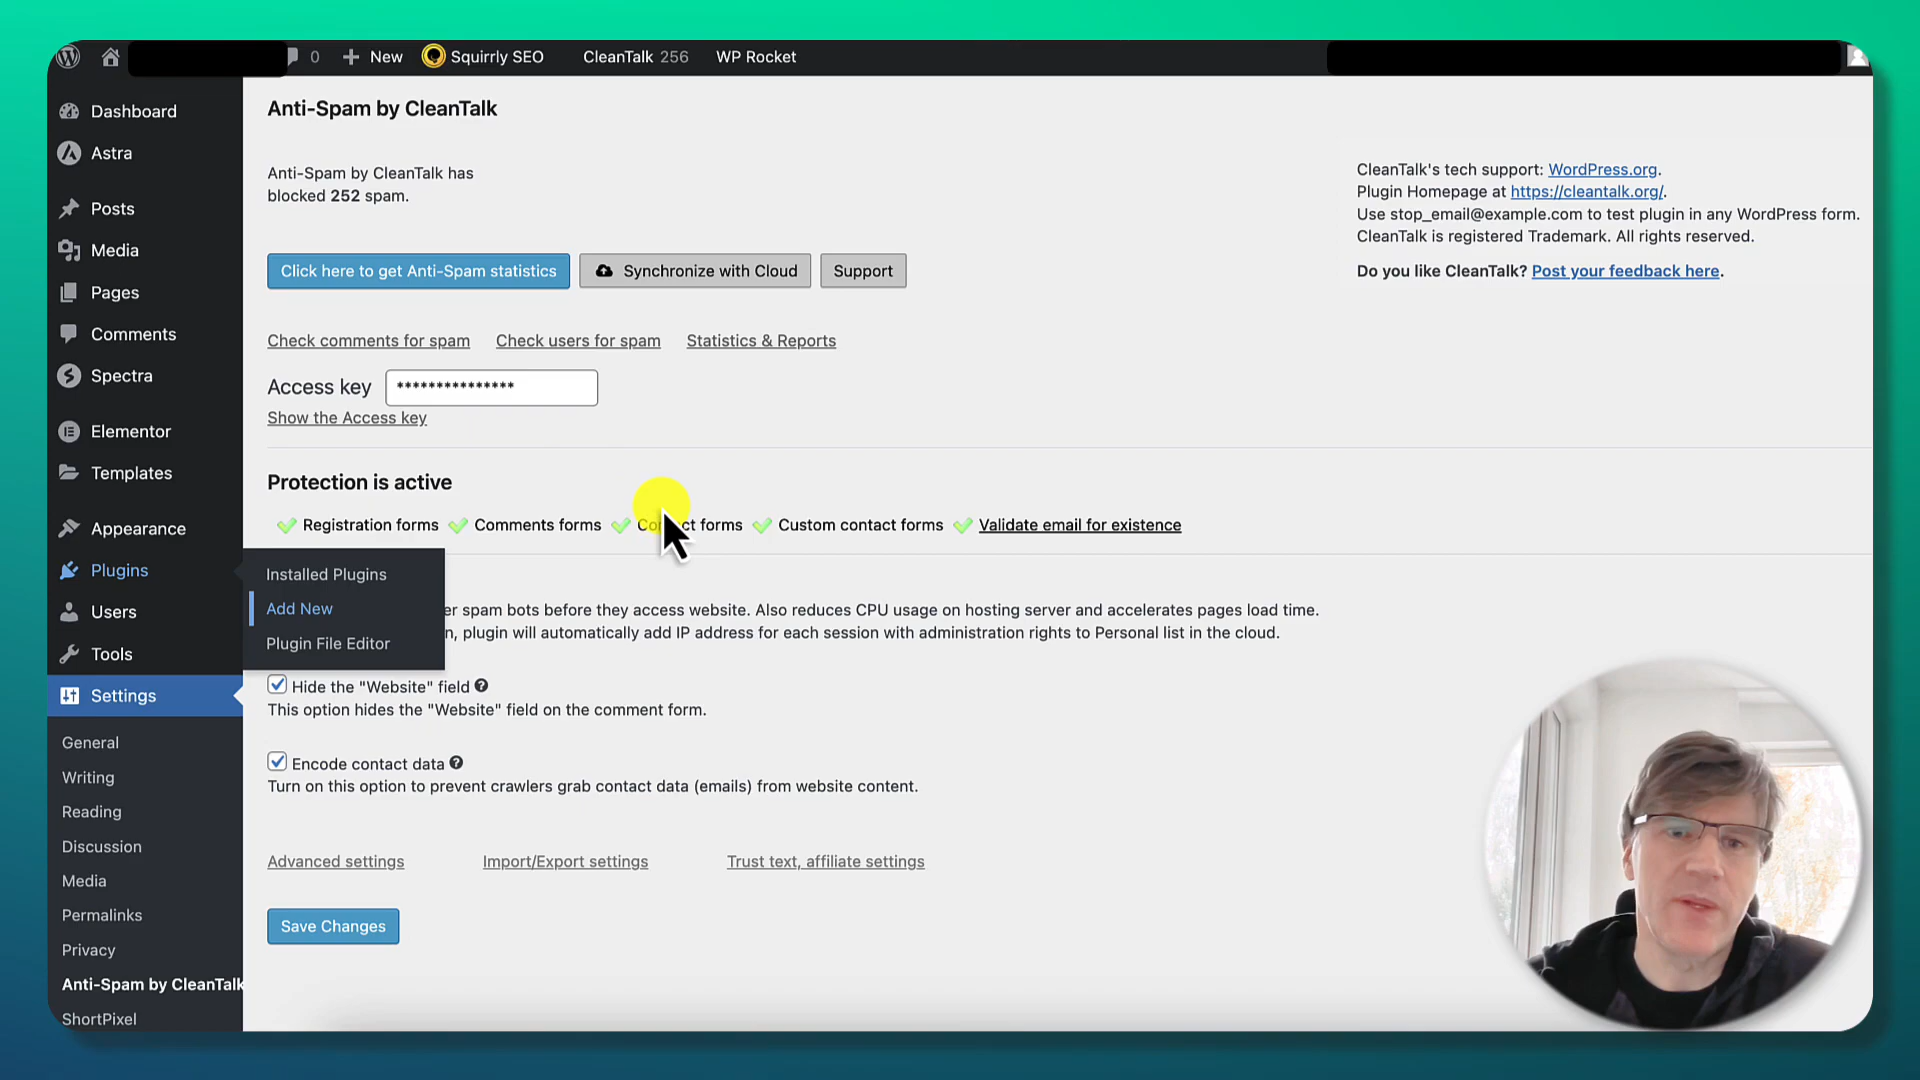 0 New Squirrly SEO CleanTalk 256 WP Rocket
Dashboard
Astra
Posts
Media
Pages
Comments
Spectra
Elementor
Templates
Appearance
Plugins
Users
Tools
Settings
General
Writing
Reading
Discussion
Media
Permalinks
Privacy
Anti-Spam by CleanTalk
ShortPixel
Installed Plugins
Add New
Plugin File Editor
Anti-Spam by CleanTalk
Anti-Spam by CleanTalk has
blocked 252 spam.
Click here to get Anti-Spam statistics Synchronize with Cloud Support
Check comments for spam Check users for spam Statistics & Reports
Access key ***************
Show the Access key
Protection is active
Registration forms Comments forms Contact forms Custom contact forms Validate email for existence
er spam bots before they access website. Also reduces CPU usage on hosting server and accelerates pages load time.
n, plugin will automatically add IP address for each session with administration rights to Personal list in the cloud.
Hide the "Website" field
This option hides the "Website" field on the comment form.
Encode contact data
Turn on this option to prevent crawlers grab contact data (emails) from website content.
Advanced settings Import/Export settings Trust text, affiliate settings
Save Changes
CleanTalk's tech support: WordPress.org.
Plugin Homepage at https://cleantalk.org/.
Use stop_email@example.com to test plugin in any WordPress form.
CleanTalk is registered Trademark. All rights reserved.
Do you like CleanTalk? Post your feedback here.